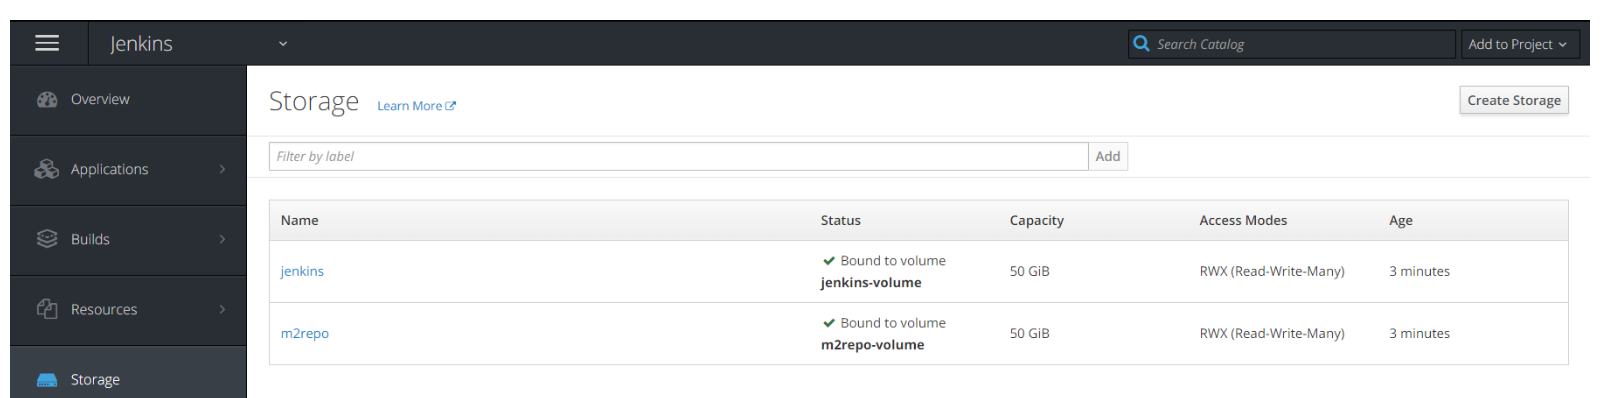 Jenkins
Search Catalog
Add to Project
Overview
Applications
Builds
Resources
Storage
Storage Learn More
Create Storage
Filter by label Add
Name Status Capacity Access Modes Age
jenkins Bound to volume 50 GiB RWX (Read-Write-Many) 3 minutes
jenkins-volume
m2repo Bound to volume 50 GiB RWX (Read-Write-Many) 3 minutes
m2repo-volume